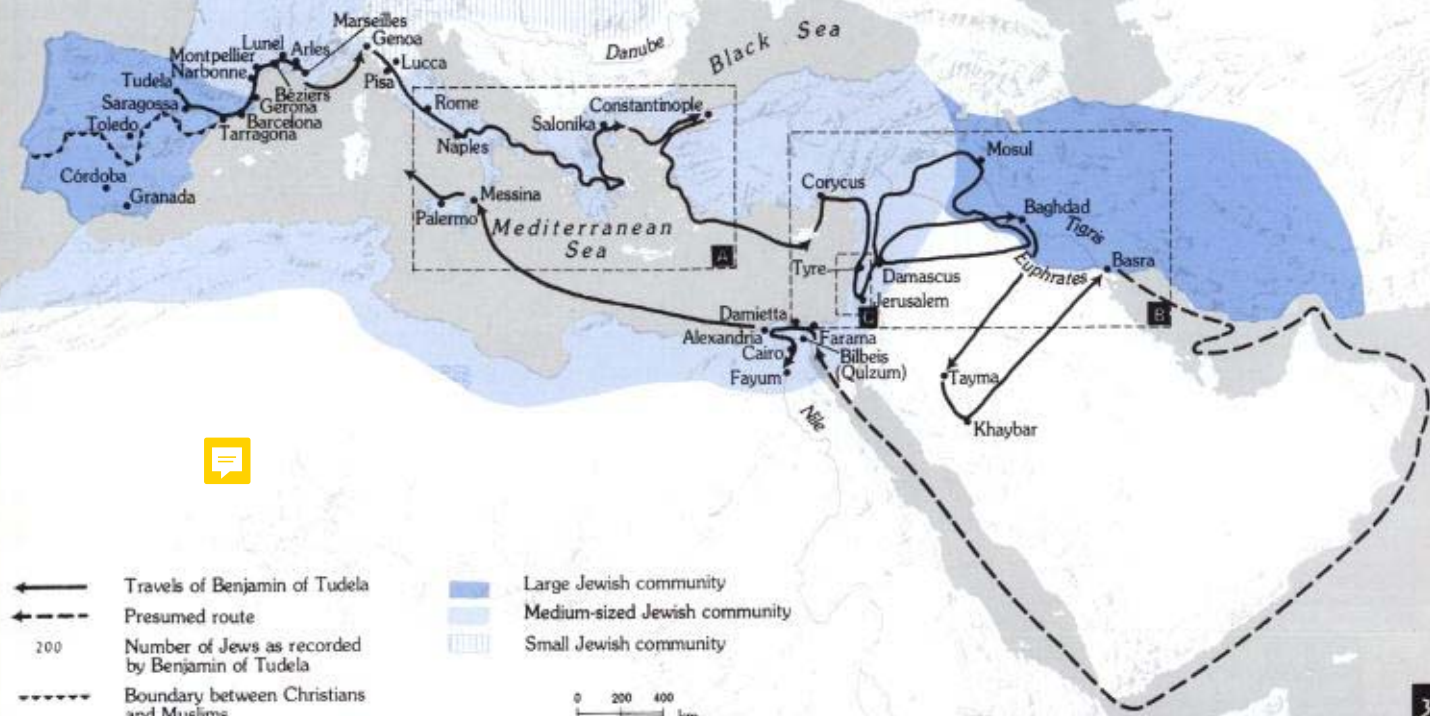 Marseilles
Genoa
Lunel
Arles
Montpellier
Narbonne
Lucca
Pisa
Tudela
Béziers
Saragossa
Gerona
Barcelona
Toledo
Tarragona
Córdoba
Granada
Danube
Black Sea
Rome
Constantinople
Salonika
Naples
Messina
Palermo
Mediterranean
Sea
A
Mosul
Corycus
Baghdad
Tigris
Tyre
Damascus
Euphrates
Basra
Jerusalem
C
B
Damietta
Alexandria
Farama
Cairo
Bilbeis
(Qulzum)
Fayum
Nile
Tayma
Khaybar
Travels of Benjamin of Tudela
Presumed route
200
Number of Jews as recorded
by Benjamin of Tudela
Boundary between Christians
and Muslims
Large Jewish community
Medium-sized Jewish community
Small Jewish community
0 200 400
km